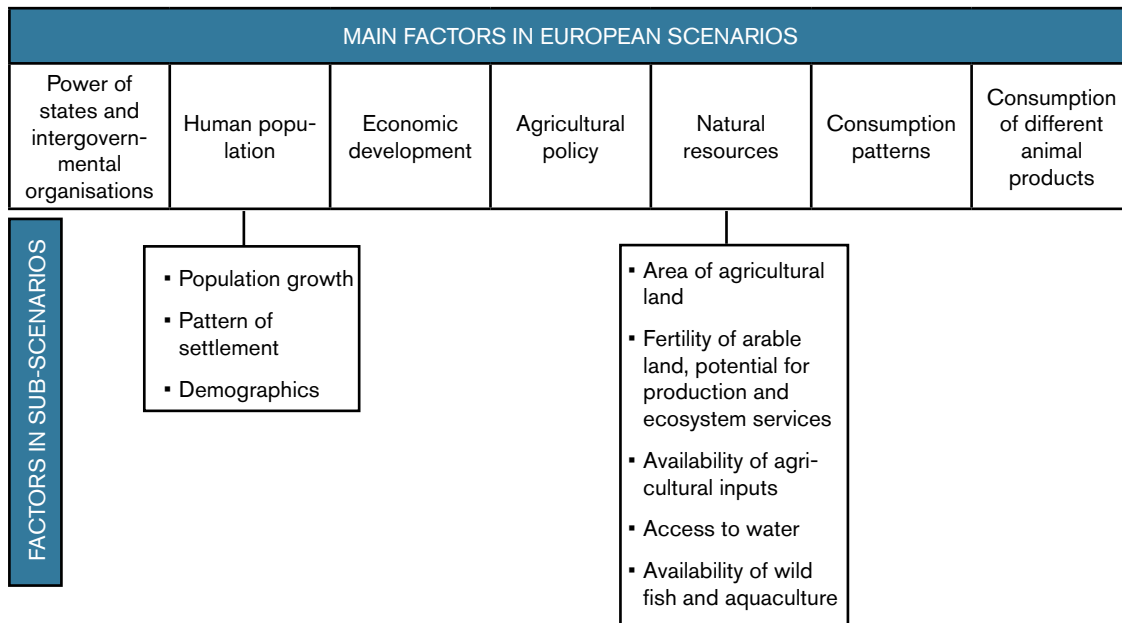 MAIN FACTORS IN EUROPEAN SCENARIOS
Power of
states and
intergovern-
mental
organisations
Human popu-
lation
Economic
development
Agricultural
policy
Natural
resources
Consumption
patterns
Consumption
of different
animal
products
FACTORS IN SUB-SCENARIOS
▪ Population growth
▪ Pattern of
settlement
▪ Demographics
▪ Area of agricultural
land
▪ Fertility of arable
land, potential for
production and
ecosystem services
▪ Availability of agri-
cultural inputs
▪ Access to water
▪ Availability of wild
fish and aquaculture